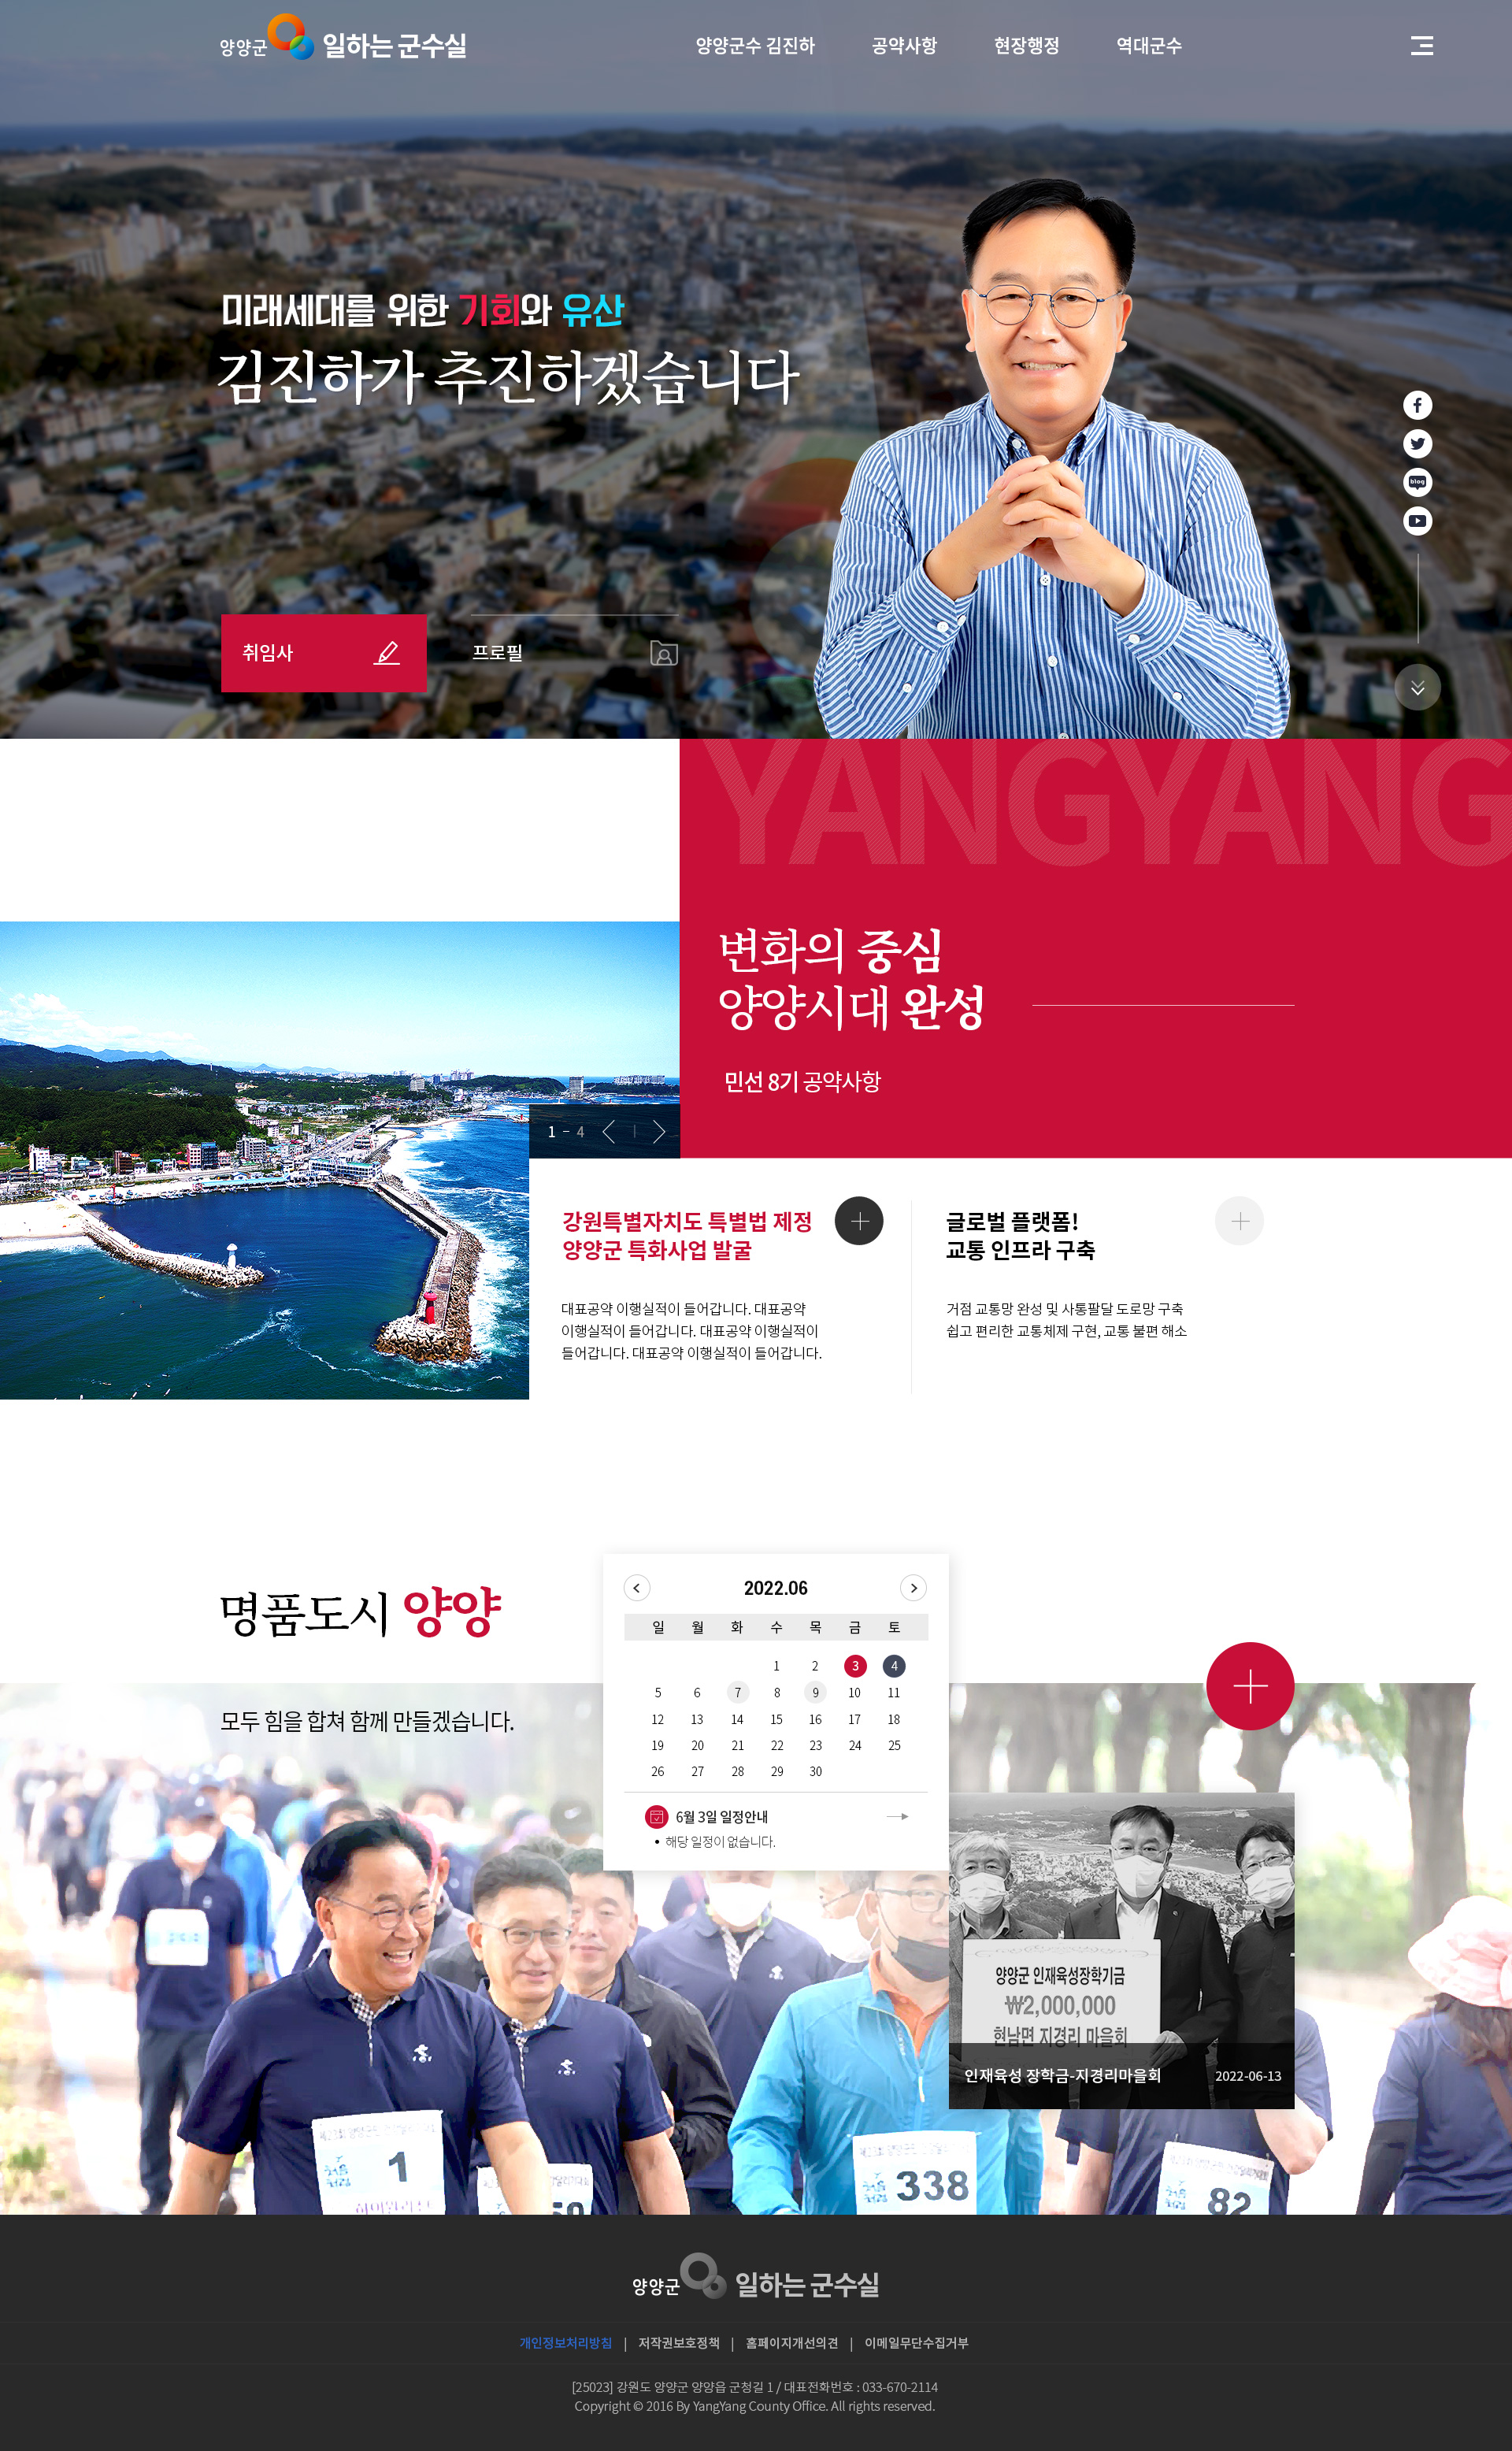 양양군 일하는 군수실
양양군수 김진하 공약사항 현장행정 역대군수
미래세대를 위한 기회와 유산
김진하가 추진하겠습니다
blog
취임사
프로필
YANGYANG
변화의 중심
양양시대 완성
민선 8기 공약사항
1 – 4
강원특별자치도 특별법 제정
양양군 특화사업 발굴
대표공약 이행실적이 들어갑니다. 대표공약
이행실적이 들어갑니다. 대표공약 이행실적이
들어갑니다. 대표공약 이행실적이 들어갑니다.
글로벌 플랫폼!
교통 인프라 구축
거점 교통망 완성 및 사통팔달 도로망 구축
쉽고 편리한 교통체제 구현, 교통 불편 해소
명품도시 양양
모두 힘을 합쳐 함께 만들겠습니다.
2022.06
일 월 화 수 목 금 토
1 2 3 4
5 6 7 8 9 10 11
12 13 14 15 16 17 18
19 20 21 22 23 24 25
26 27 28 29 30
6월 3일 일정안내
• 해당 일정이 없습니다.
양양군 인재육성장학기금
₩2,000,000
현남면 지경리 마을회
인재육성 장학금-지경리마을회 2022-06-13
1
338
82
양양군 일하는 군수실
개인정보처리방침 | 저작권보호정책 | 홈페이지개선의견 | 이메일무단수집거부
[25023] 강원도 양양군 양양읍 군청길 1 / 대표전화번호 : 033-670-2114
Copyright © 2016 By YangYang County Office. All rights reserved.